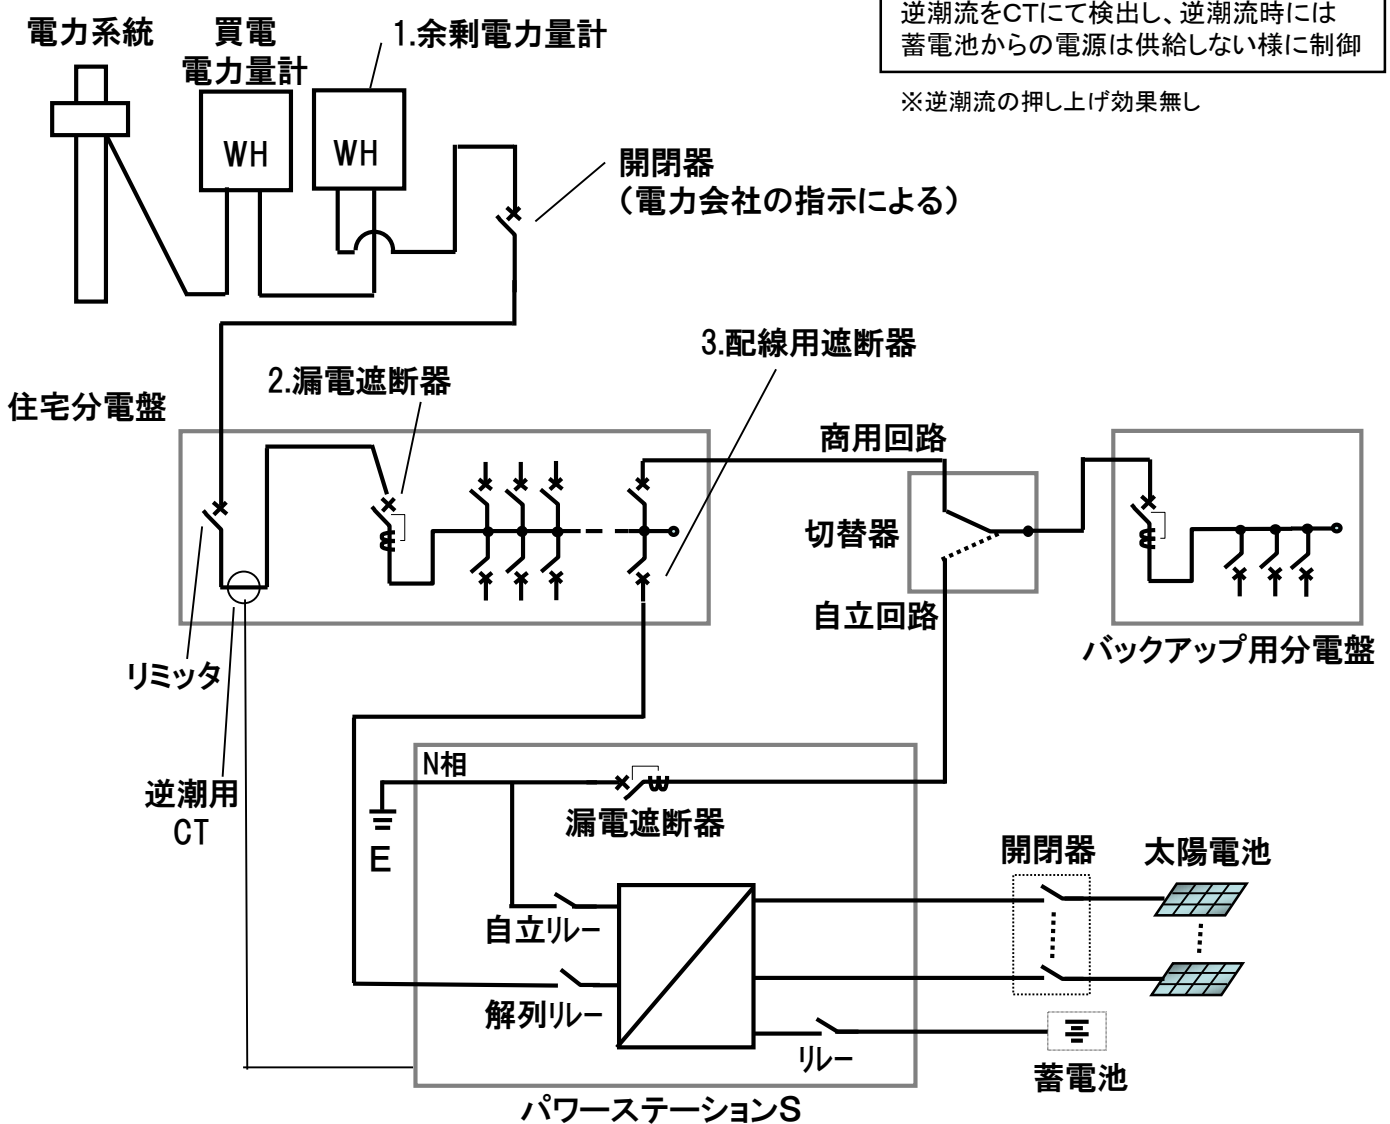 逆潮流をCTにて検出し、逆潮流時には
蓄電池からの電源は供給しない様に制御
※逆潮流の押し上げ効果無し
電力系統
買電
電力量計
1.余剰電力量計
WH
WH
開閉器
(電力会社の指示による)
3.配線用遮断器
2.漏電遮断器
住宅分電盤
商用回路
切替器
自立回路
バックアップ用分電盤
リミッタ
逆潮用
CT
N相
E
漏電遮断器
開閉器
太陽電池
自立リレー
解列リレー
リレー
蓄電池
パワーステーションS